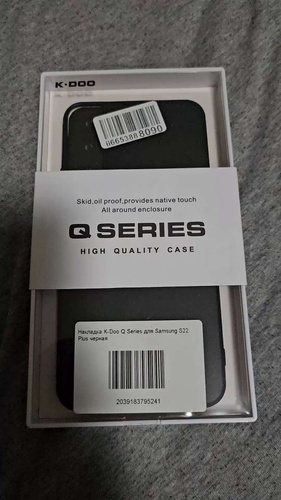 K-DOO
li6653888090
Skid,oil proof,provides native touch
All around enclosure
Q SERIES
HIGH QUALITY CASE
Накладка K-Doo Q Series для Samsung S22
Plus черная
2039183795241